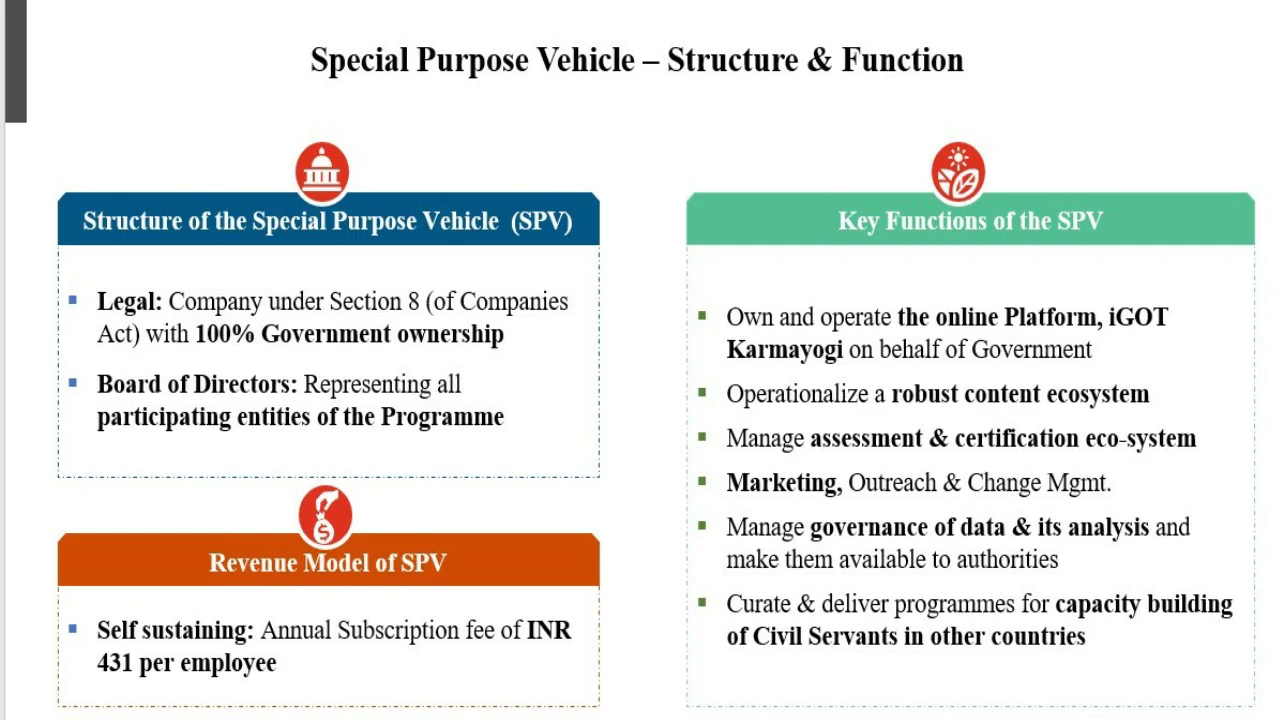 Special Purpose Vehicle – Structure & Function
Structure of the Special Purpose Vehicle (SPV)
Legal: Company under Section 8 (of Companies
Act) with 100% Government ownership
Board of Directors: Representing all
participating entities of the Programme
Revenue Model of SPV
Self sustaining: Annual Subscription fee of INR
431 per employee
Key Functions of the SPV
Own and operate the online Platform, iGOT
Karmayogi on behalf of Government
Operationalize a robust content ecosystem
Manage assessment & certification eco-system
Marketing, Outreach & Change Mgmt.
Manage governance of data & its analysis and
make them available to authorities
Curate & deliver programmes for capacity building
of Civil Servants in other countries